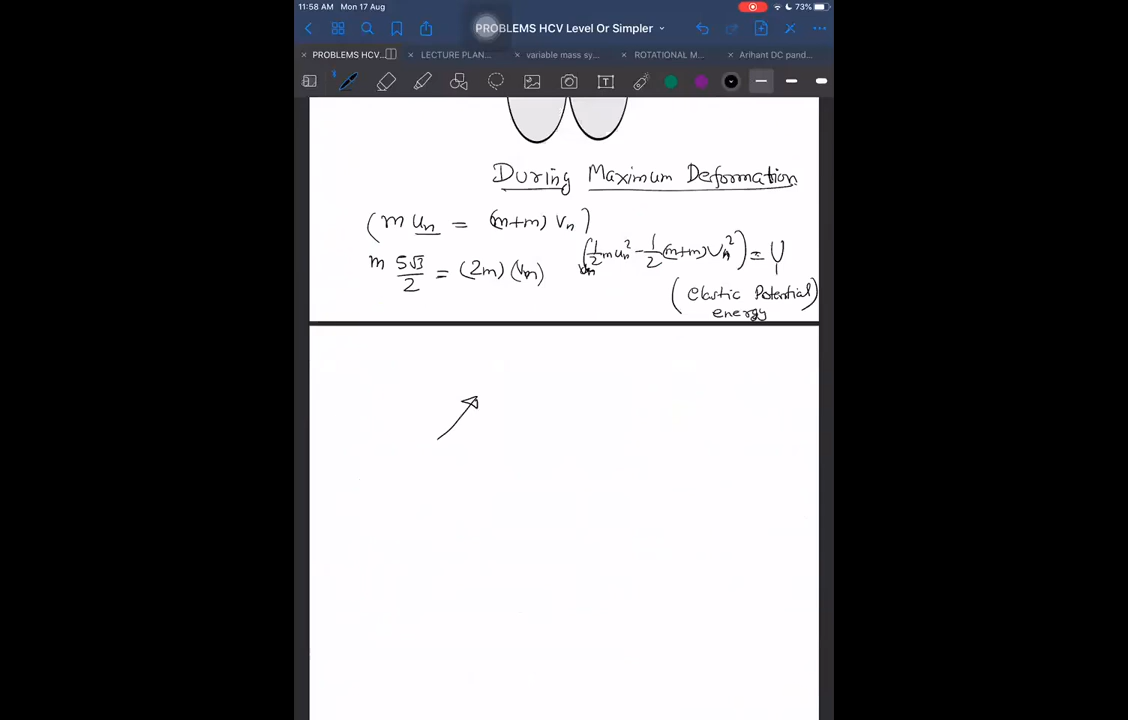 11:58 AM Mon 17 Aug
73%
PROBLEMS HCV Level Or Simpler
PROBLEMS HCV...
LECTURE PLAN...
variable mass sy...
ROTATIONAL M...
Arihant DC pand...
During Maximum Deformation
(m uₙ = (m+m) vₙ)
(1/2 m uₙ² - 1/2 (m+m) vₙ²) = U
m 5√3/2 = (2m) (vₙ)
(Elastic Potential energy)